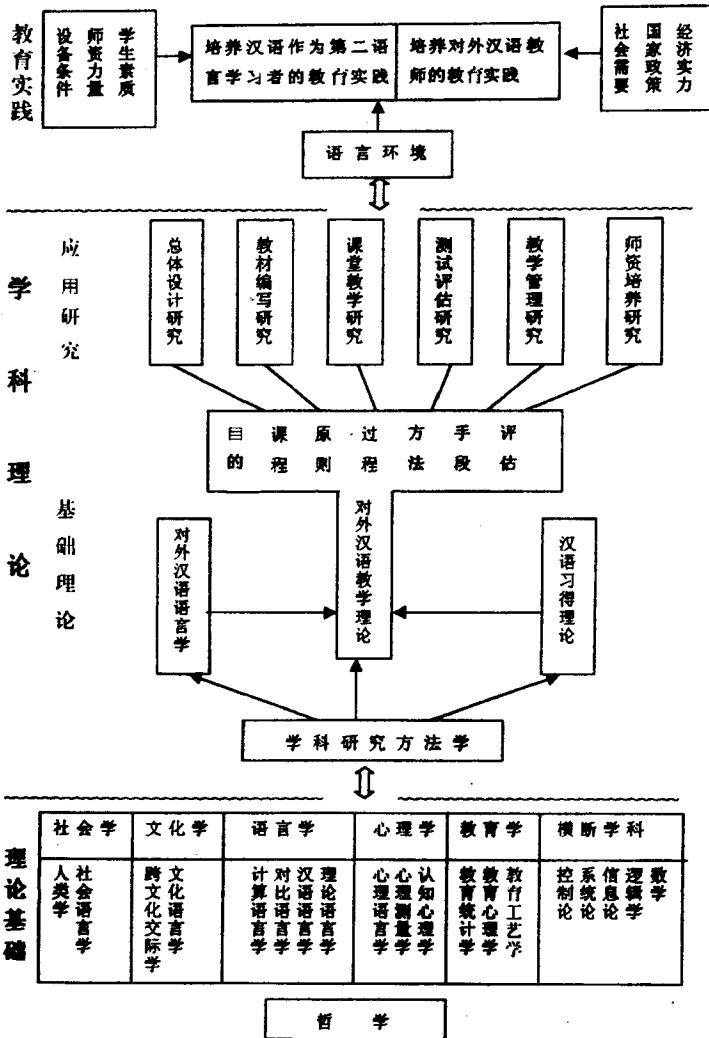 教育实践
设备条件
师资力量
学生素质
培养汉语作为第二语
言学习者的教育实践
培养对外汉语教
师的教育实践
社会需要
国家政策
经济实力
语言环境
学科理论
应用研究
总体设计研究
教材编写研究
课堂教学研究
测试评估研究
教学管理研究
师资培养研究
目的
课程
原则
过程
方法
手段
评估
基础理论
对外汉语语言学
对外汉语教学理论
汉语习得理论
学科研究方法学
理论基础
社会学
文化学
语言学
心理学
教育学
横断学科
人类学
社会语言学
跨文化交际学
文化语言学
计算语言学
对比语言学
汉语语言学
理论语言学
心理语言学
心理测量学
认知心理学
教育统计学
教育心理学
教育工艺学
控制论
系统论
信息论
逻辑学
数学
哲学